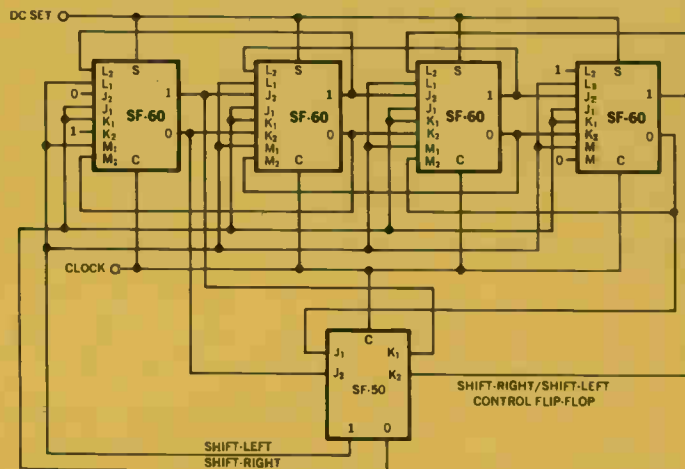 DC SET
S
S
S
S
L2
L1
J2
J1
K1
K2
M1
M2
0
1
SF-60
1
0
C
L2
L1
J2
J1
K1
K2
M1
M2
SF-60
1
0
C
L2
L1
J2
J1
K1
K2
M1
M2
SF-60
1
0
C
1
L2
L3
J2
J1
K1
K2
M1
M
0
SF-60
1
0
C
CLOCK
C
J1
J2
K1
K2
SF-50
1 0
SHIFT-RIGHT/SHIFT-LEFT
CONTROL FLIP-FLOP
SHIFT-LEFT
SHIFT-RIGHT